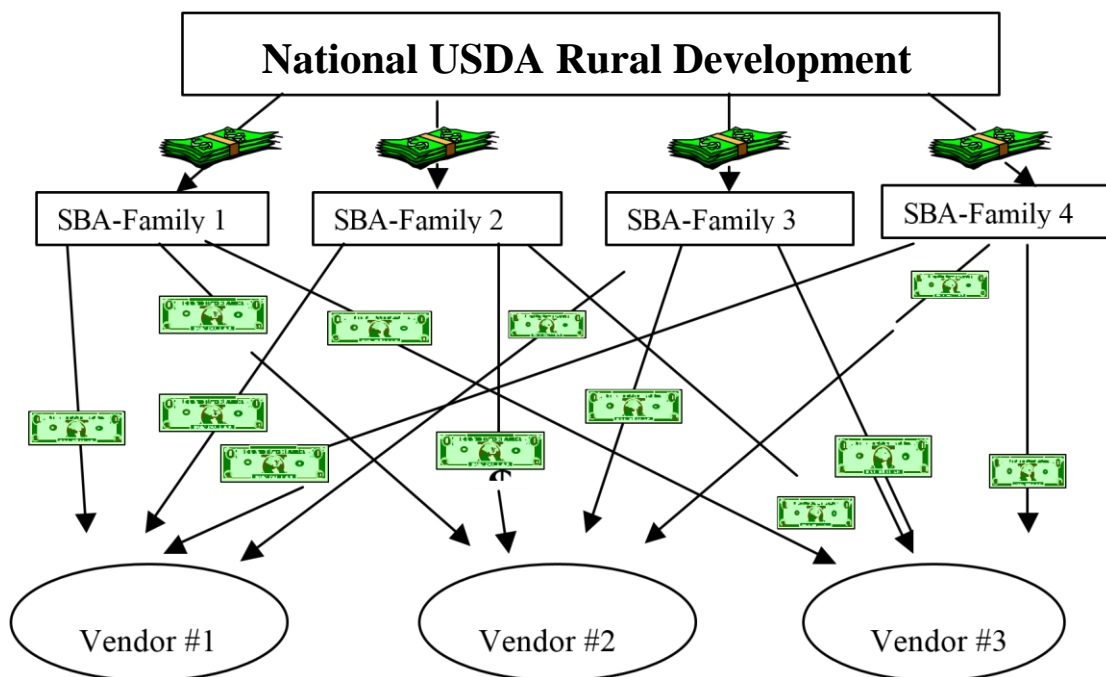 National USDA Rural Development
SBA-Family 1
SBA-Family 2
SBA-Family 3
SBA-Family 4
Vendor #1
Vendor #2
Vendor #3